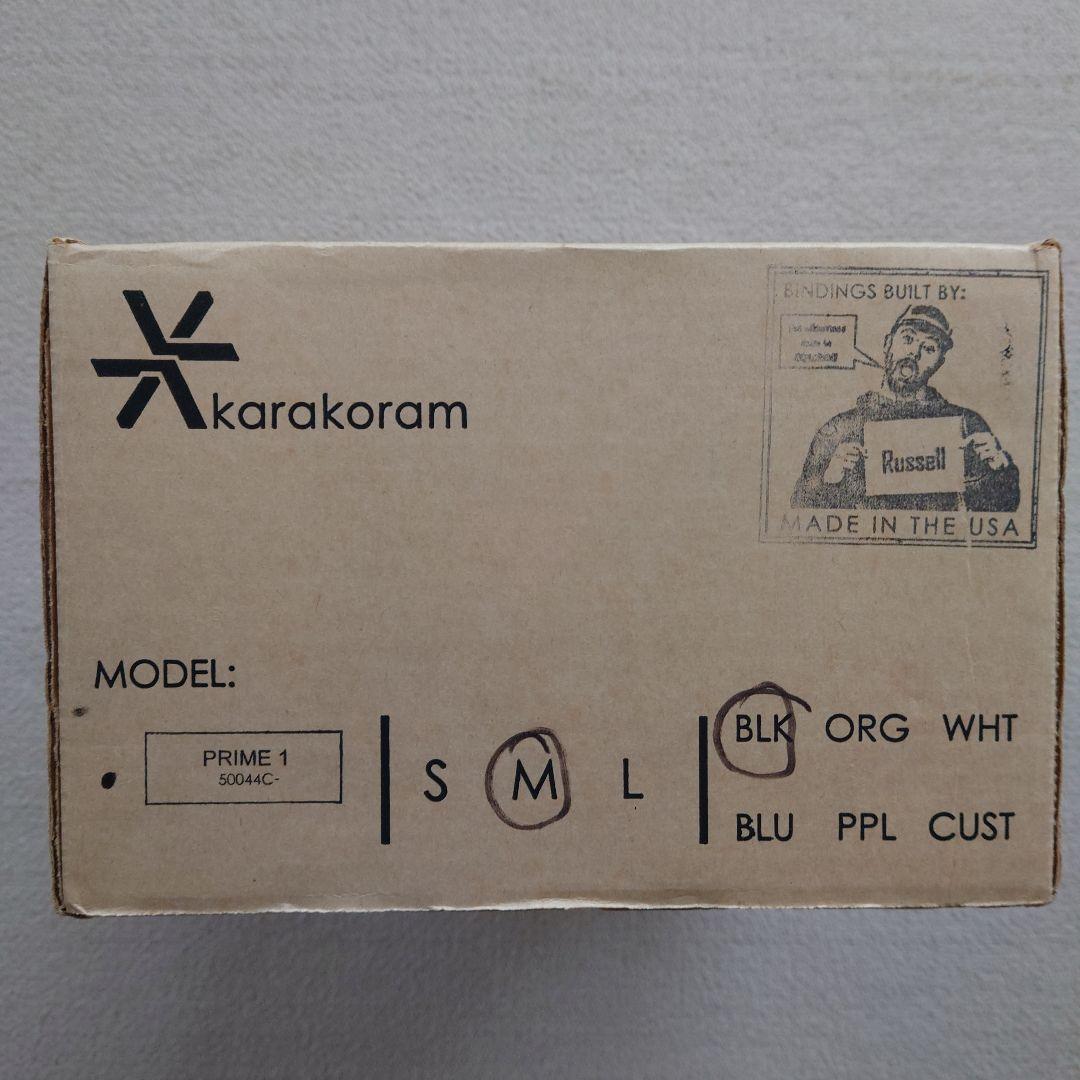 karakoram
BINDINGS BUILT BY:
Russell
MADE IN THE USA
MODEL:
PRIME 1
50044C-
S M L
BLK ORG WHT
BLU PPL CUST